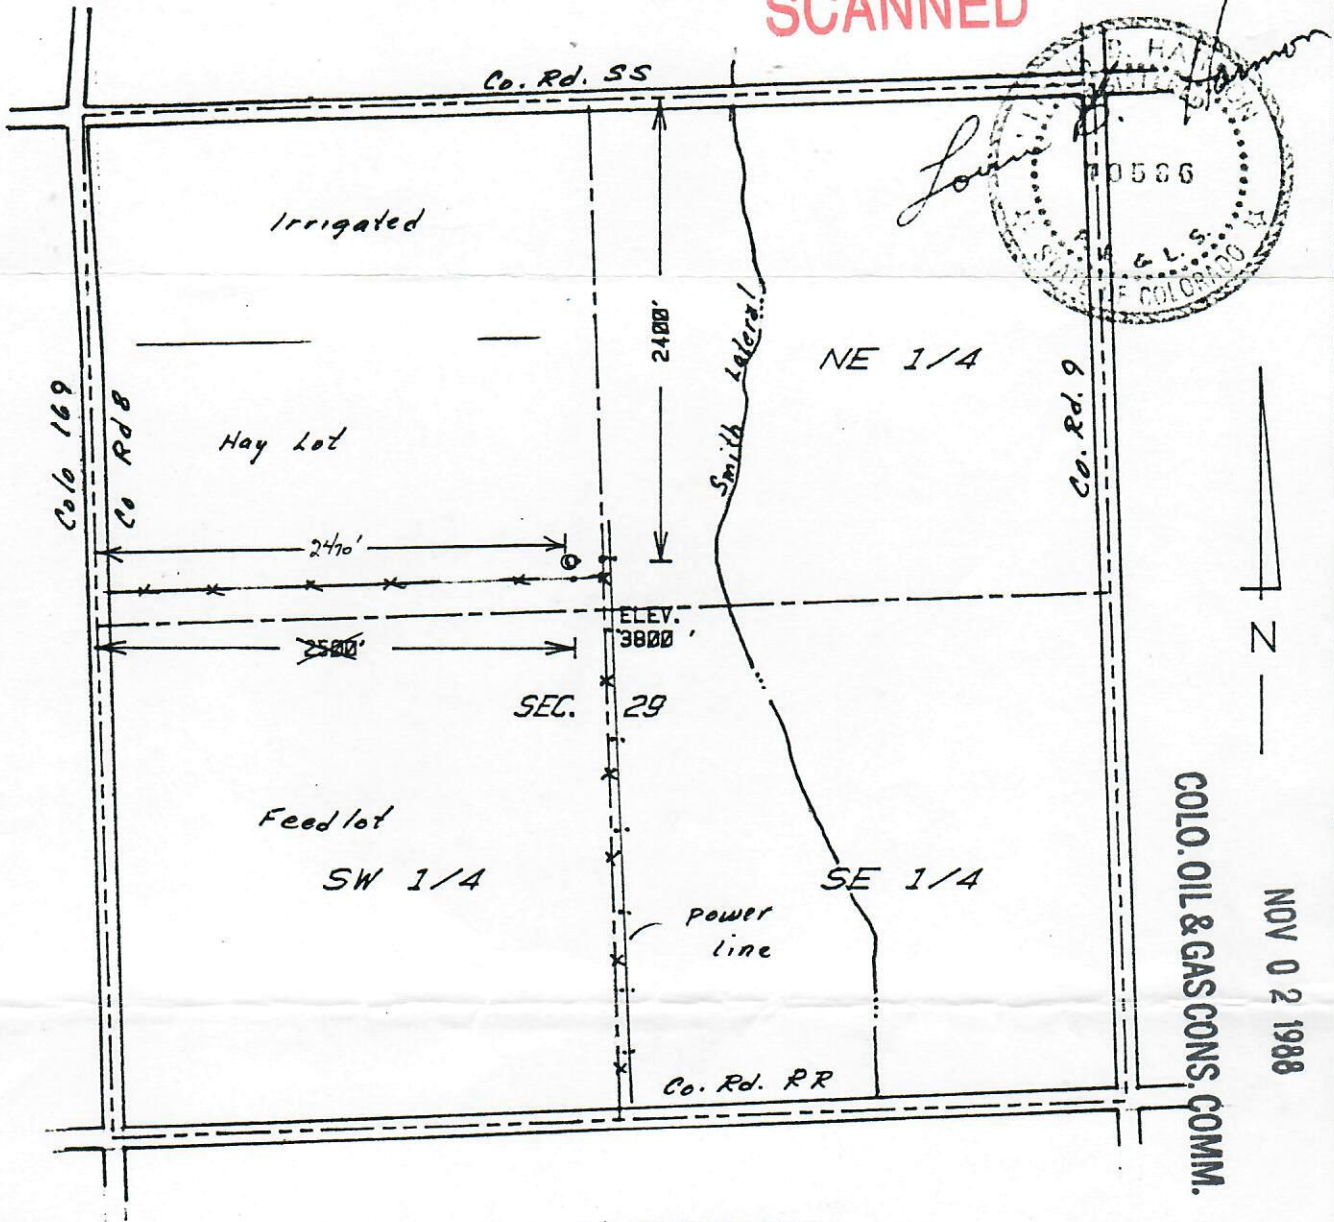 SCANNED
Co. Rd. SS
10566
STATE OF COLORADO
Irrigated
2400'
Smith Lateral
NE 1/4
Colo 169
Co Rd 8
Co. Rd. 9
Hay Lot
2470'
ELEV.
3800'
2500'
N
SEC. 29
Feedlot
SW 1/4
SE 1/4
power
line
Co. Rd. RR
NOV 02 1988
COLO. OIL & GAS CONS. COMM.